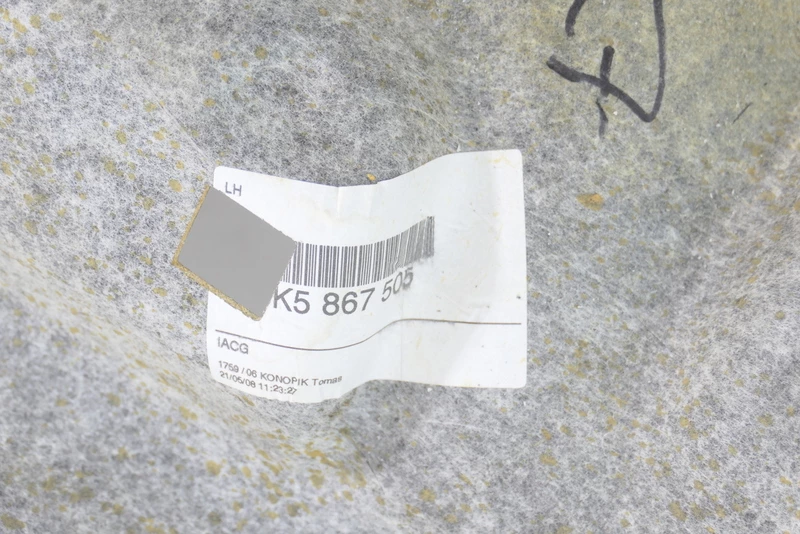 LH
K5 867 505
IACG
1759 / 06 KONOPIK Tomas
21/05/08 11:23:27